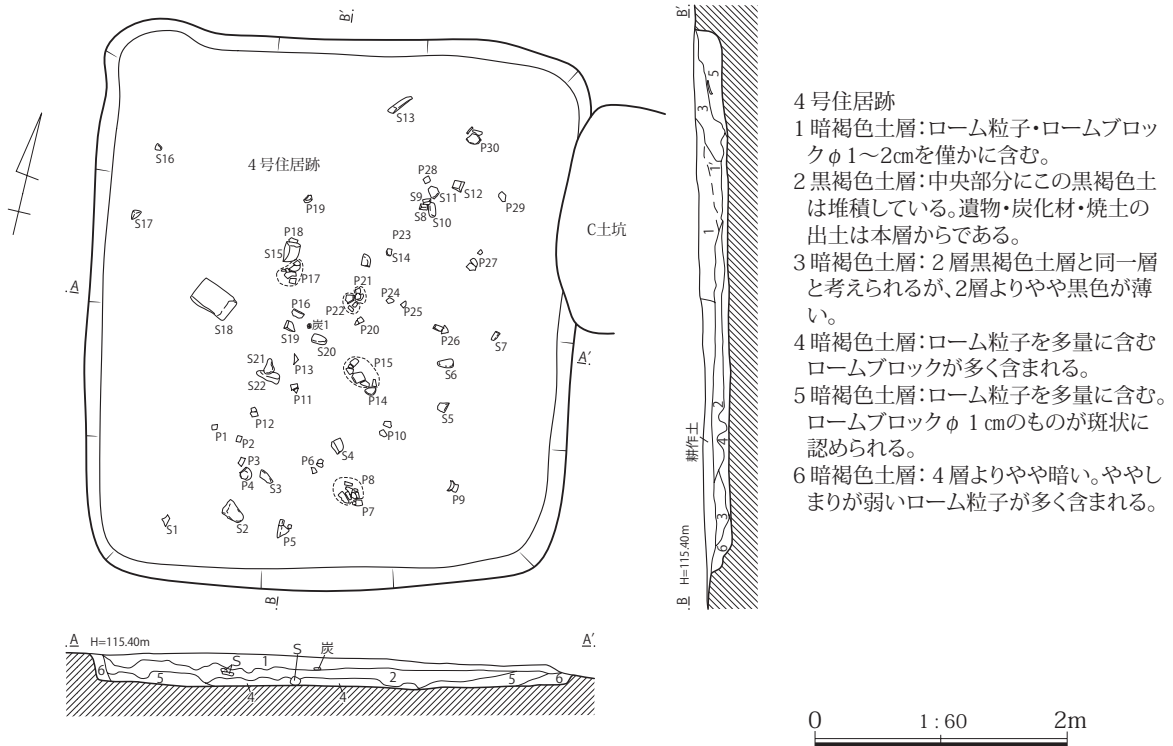 B′
S13
P30
S16
4号住居跡
P28
S12
S9
S11
P29
S8
S10
S17
P19
C土坑
P23
P18
S14
S15
P27
P17
A
P21
P24
P22
P25
S18
P16
炭1
P20
P26
S19
S7
S20
A′
S21
P15
S6
P13
S22
P14
P11
S5
P12
P1
P10
P2
S4
P3
P6
P4
S3
P8
P9
P7
S2
S1
P5
B
B′
5
3
1
1
2
4
耕作土
3
6
B H=115.40m
4号住居跡
1 暗褐色土層：ローム粒子・ロームブロッ
クφ1～2㎝を僅かに含む。
2 黒褐色土層：中央部分にこの黒褐色土
は堆積している。遺物・炭化材・焼土の
出土は本層からである。
3 暗褐色土層：2層黒褐色土層と同一層
と考えられるが、2層よりやや黒色が薄
い。
4 暗褐色土層：ローム粒子を多量に含む
ロームブロックが多く含まれる。
5 暗褐色土層：ローム粒子を多量に含む。
ロームブロックφ1㎝のものが斑状に
認められる。
6 暗褐色土層：4層よりやや暗い。ややし
まりが弱いローム粒子が多く含まれる。
A H=115.40m
S
S
炭
A′
1
6
5
2
5
6
4
4
0
1：60
2m